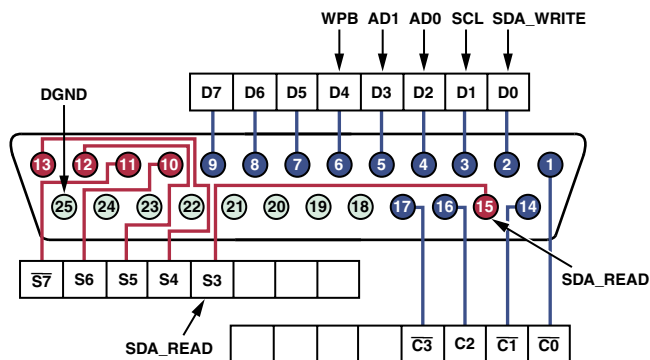 WPB AD1 AD0 SCL SDA_WRITE
DGND
D7 D6 D5 D4 D3 D2 D1 D0
13 12 11 10 9 8 7 6 5 4 3 2 1
25 24 23 22 21 20 19 18 17 16 15 14
S̅7̅ S6 S5 S4 S3
SDA_READ
SDA_READ
C̅3̅ C2 C̅1̅ C̅0̅